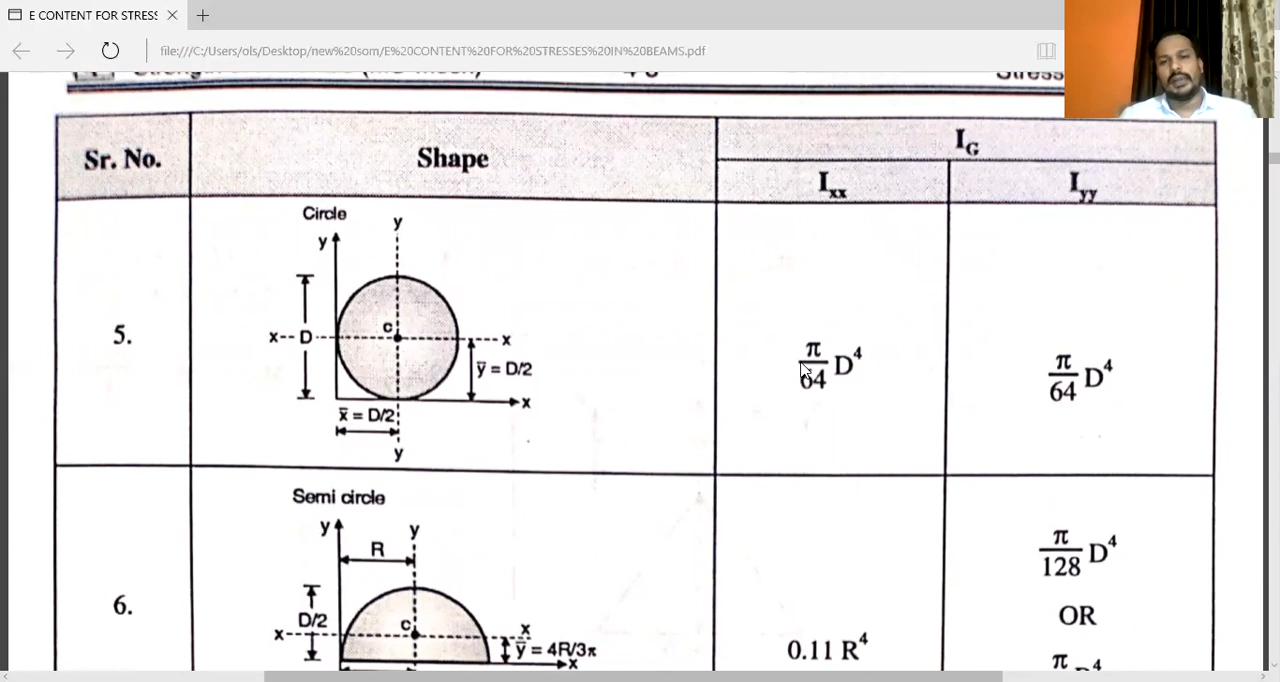 E CONTENT FOR STRESS
file:///C:/Users/ols/Desktop/new%20som/E%20CONTENT%20FOR%20STRESSES%20IN%20BEAMS.pdf
Sr. No.
Shape
I_G
I_xx
I_yy
5.
Circle
y
y
x-- D
x
c
ȳ = D/2
x
x̄ = D/2
y
π/64 D⁴
π/64 D⁴
6.
Semi circle
y
y
R
D/2
x
c
x
ȳ = 4R/3π
x
0.11 R⁴
π/128 D⁴
OR
π